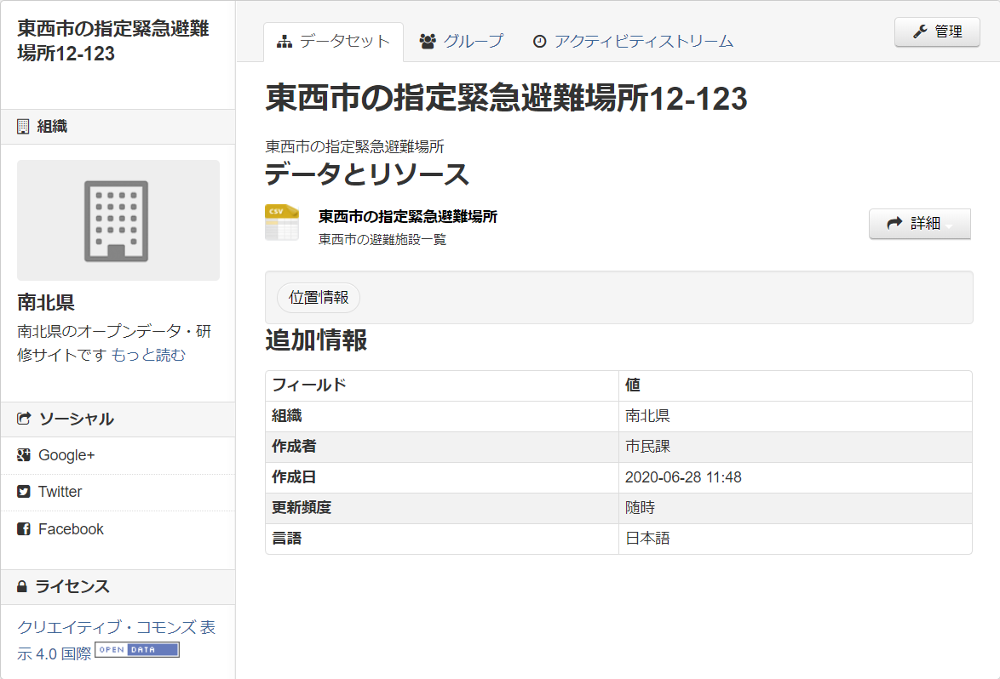 東西市の指定緊急避難
場所12-123
組織
南北県
南北県のオープンデータ・研
修サイトです もっと読む
ソーシャル
Google+
Twitter
Facebook
ライセンス
クリエイティブ・コモンズ 表
示 4.0 国際 OPEN DATA
データセット グループ アクティビティストリーム 管理
東西市の指定緊急避難場所12-123
東西市の指定緊急避難場所
データとリソース
CSV 東西市の指定緊急避難場所
東西市の避難施設一覧
詳細
位置情報
追加情報
フィールド 値
組織 南北県
作成者 市民課
作成日 2020-06-28 11:48
更新頻度 随時
言語 日本語